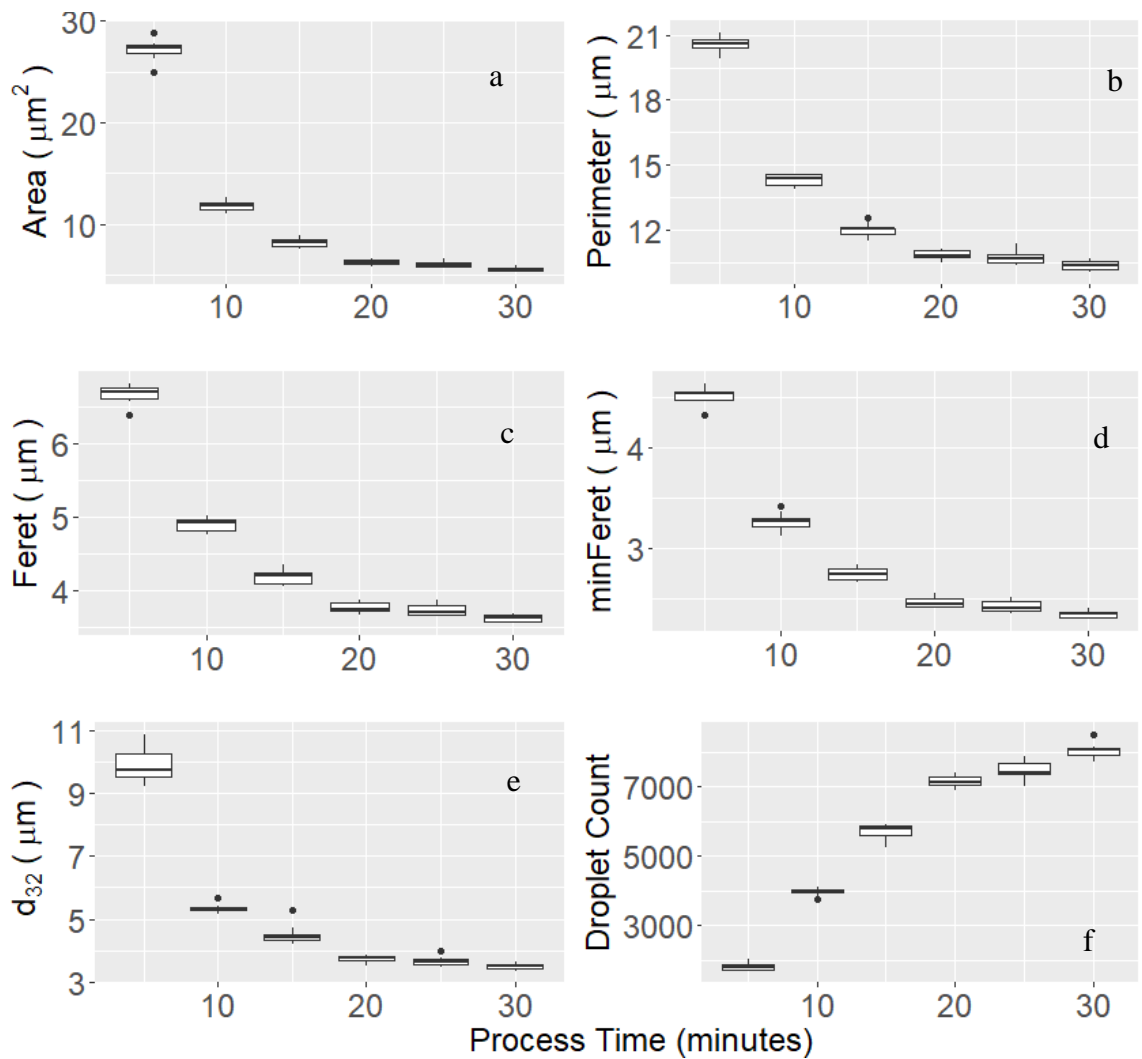 30
20
10
Area ( μm²)
a
10
20
30
21
18
15
12
Perimeter ( μm)
b
10
20
30
6
5
4
Feret ( μm)
c
10
20
30
4
3
minFeret ( μm)
d
10
20
30
11
9
7
5
3
d₃₂ ( μm)
e
10
20
30
7000
5000
3000
Droplet Count
f
10
20
30
Process Time (minutes)